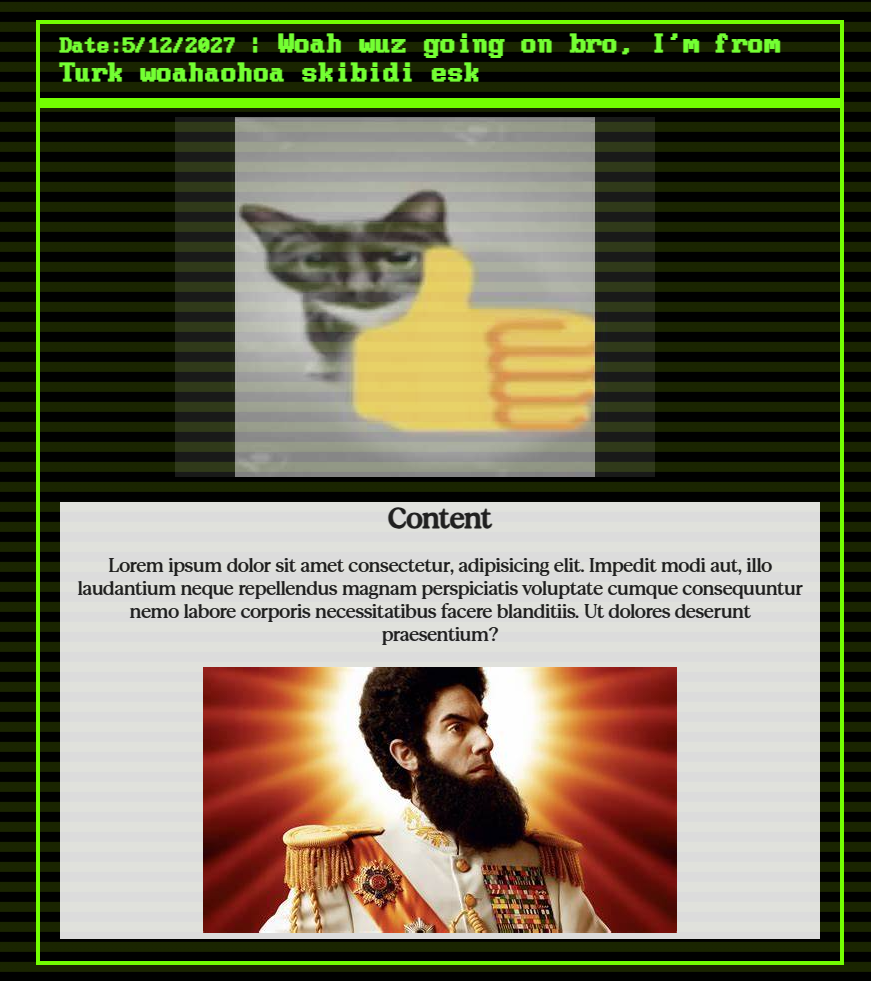 Date:5/12/2027 | Woah wuz going on bro, I'm from
Turk woahaohoa skibidi esk
Content
Lorem ipsum dolor sit amet consectetur, adipisicing elit. Impedit modi aut, illo
laudantium neque repellendus magnam perspiciatis voluptate cumque consequuntur
nemo labore corporis necessitatibus facere blanditiis. Ut dolores deserunt
praesentium?